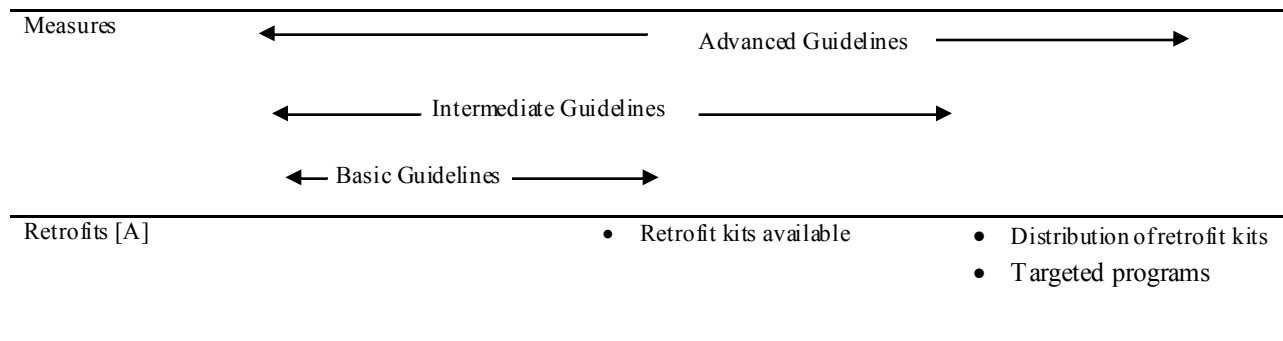 Measures
Advanced Guidelines
Intermediate Guidelines
Basic Guidelines
Retrofits [A]
• Retrofit kits available
• Distribution of retrofit kits
• Targeted programs